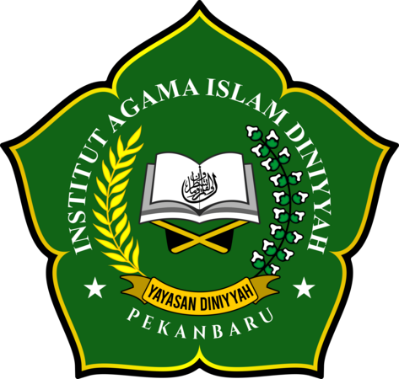 INSTITUT AGAMA ISLAM DINIYYAH
YAYASAN DINIYYAH
PEKANBARU